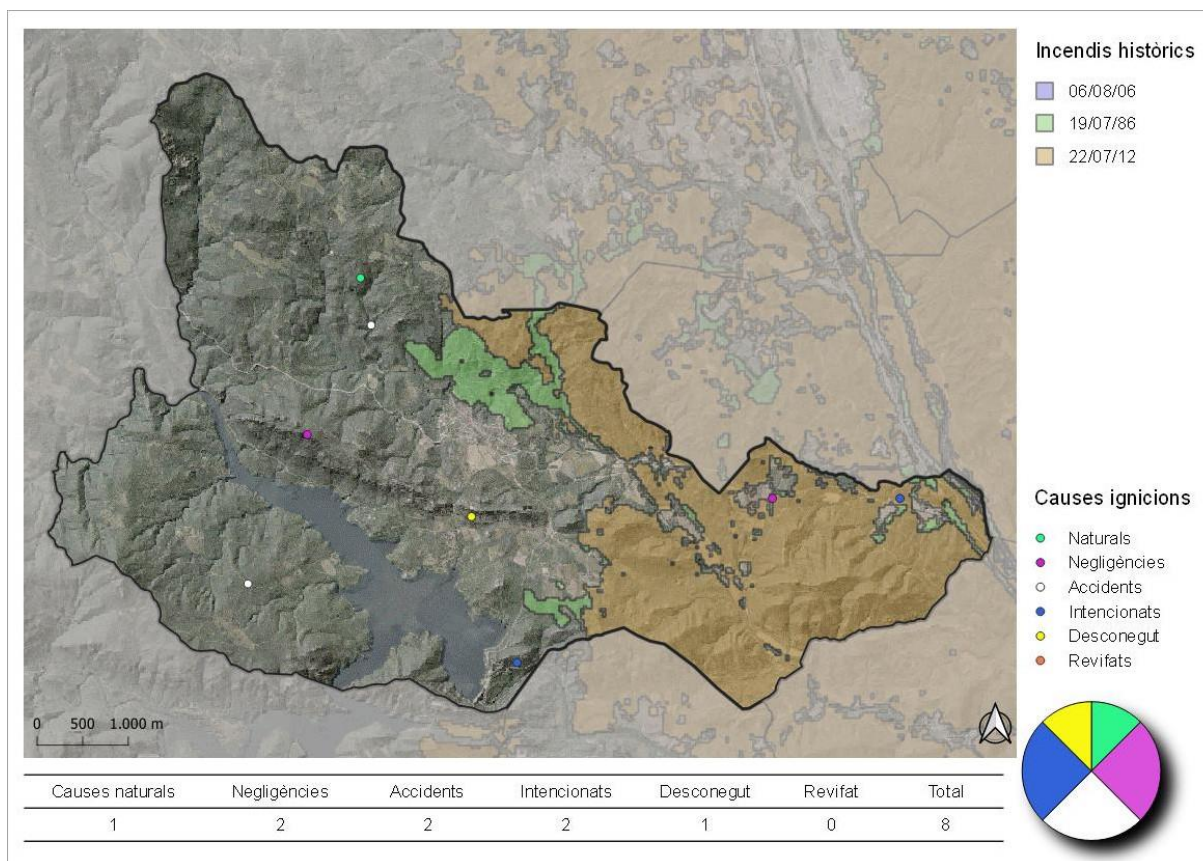 Incendis històrics
06/08/06
19/07/86
22/07/12
Causes ignicions
Naturals
Negligències
Accidents
Intencionats
Desconegut
Revifats
0 500 1.000 m
Causes naturals Negligències Accidents Intencionats Desconegut Revifat Total
1 2 2 2 1 0 8